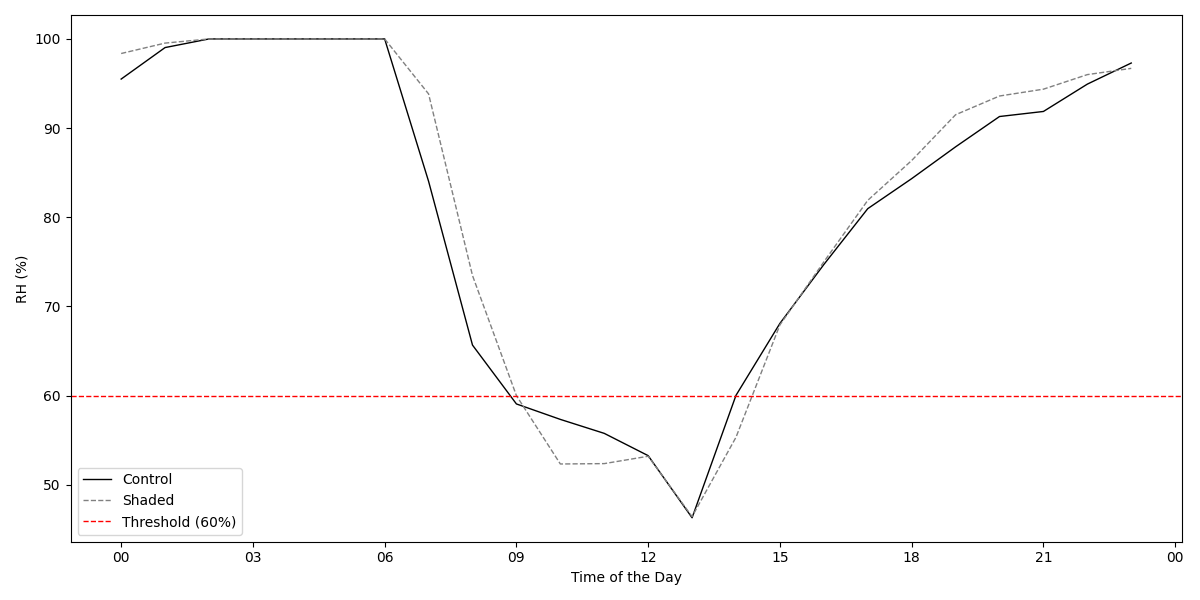 100
90
80
70
60
50
RH (%)
Control
Shaded
Threshold (60%)
00 03 06 09 12 15 18 21 00
Time of the Day